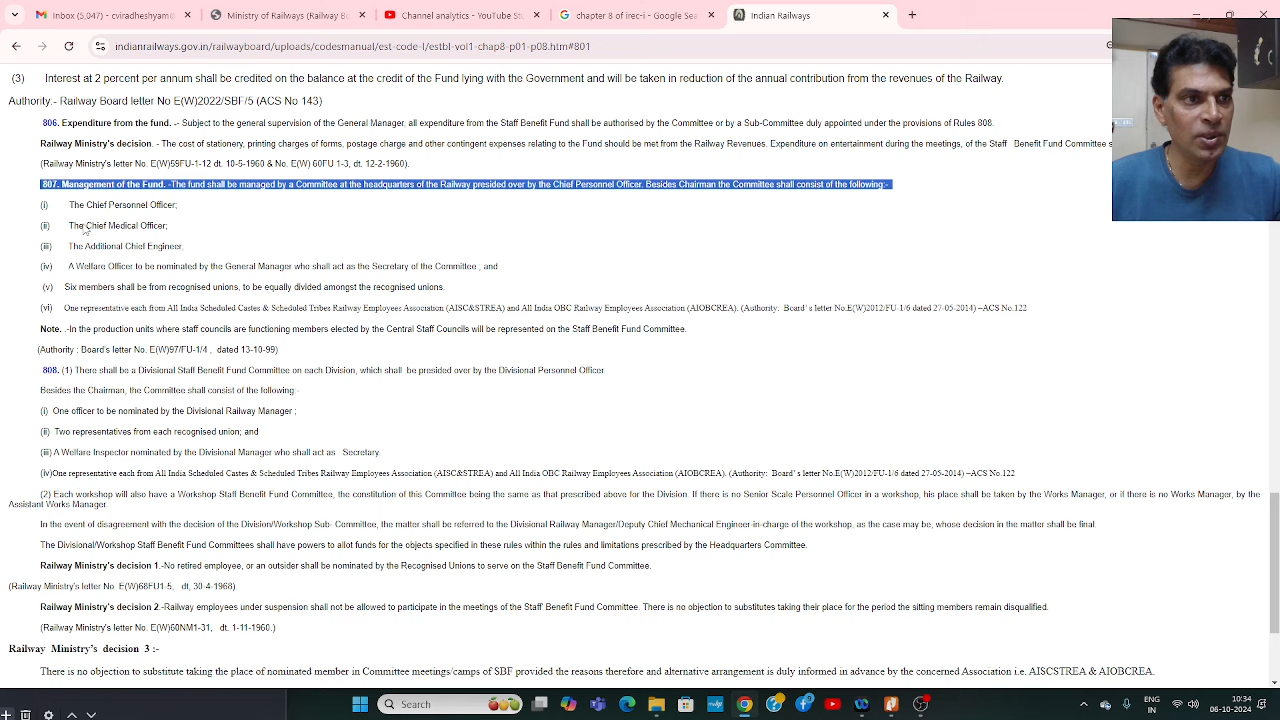 (no subject) - vemulapalli.s@g
8 sections in 1 month - Google Se
Indian Railways
indianrailways.gov.in/railwayboard/uploads/codesmanual/est-code-i/estbl-vo1-01-chap-p01-p01-8.htm#801
(3) Interest at 2 percent per annum shall be credited on the balance to the credit of the Fund lying with the Government and will be taken in reduction of the annual contribution from the revenues of the Railway.
Authority.- Railway Board letter No E(W)2022/SBF/5 (ACS No 143)
806. Expenditure from the fund. .- Subject to the general supervision of the General Manager, all expenditure from the Staff Benefit Fund shall be authorised by the Committee or by a Sub-Committee duly appointed under the provisions of Rules 808.
Railway Ministry's decision. - The cost of accounts, printing charges of forms, postage charge and other contingent expenses relating to the Fund should be met from the Railway Revenues. Expenditure on entertainment during the meetings, of the Staff Benefit Fund Committee s
(Railway Ministry's letter No. E(W)59FU-1-12 dt. 10-5-1960 & No. E(W) 60FU 1-3, dt. 12-2-1960).
807. Management of the Fund. -The fund shall be managed by a Committee at the headquarters of the Railway presided over by the Chief Personnel Officer. Besides Chairman the Committee shall consist of the following:-
(i) The Chief Personnel Officer;
(ii) The Chief Medical Officer;
(iii) The Additional Chief Engineer;
(iv) A Welfare Officer to be nominated by the General Manager who shall act as the Secretary of the Committee , and
(v) Six members shall be from recognised unions, to be equally divided amongst the recognised unions.
(vi) One representative each from All India Scheduled Castes & Scheduled Tribes Railway Employees Association (AISC&STREA) and All India OBC Railway Employees Association (AIOBCREA). (Authority: Board's letter No.E(W)2012/FU-1/6 dated 27-05-2014) –ACS No.122
Note. .-In the production units where staff councils are functioning members elected by the Central Staff Councils will be represented on the Staff Benefit Fund Committee.
(Authority : Board's letter No. E(W)97/FU-1/4 , dated 13-10-99)
808. (1) There shall be a Divisional Staff Benefit Fund Committee on each Division, which shall be presided over by the Divisional Personnel Officer.
Besides the Chairman, the Committee shall consist of the following:-
(i) One officer to be nominated by the Divisional Railway Manager ;
(ii) Two representatives from each recognised union; and
(iii) A Welfare Inspector nominated by the Divisional Manager who shall act as Secretary.
(iv)One representative each from All India Scheduled Castes & Scheduled Tribes Railway Employees Association (AISC&STREA) and All India OBC Railway Employees Association (AIOBCREA). (Authority: Board' s letter No.E(W)2012/FU-1/6 dated 27-05-2014) –ACS No.122
(2) Each workshop will also have a Workshop Staff Benefit Fund Committee, the constitution of this Committee being the same as that prescribed above for the Division. If there is no Senior Scale Personnel Officer in a workshop, his place shall be taken by the Works Manager, or if there is no Works Manager, by the
Assistant Works Manager.
In the event of disagreement with the decision of the Division/Workshop Sub- Committee, the matter shall be referred to the Divisional Railway Manager/Deputy Chief Mechanical Engineer-in-charge of the workshop, as the case may be, whose decision in the matter shall be final.
The Divisional/Workshop Staff Benefit Fund Committees shall have powers to allot funds for the objects specified in these rules within the rules and limitations prescribed by the Headquarters Committee.
Railway Ministry's decision 1.-No retired employee, or an outsider shall be nominated by the Recognised Unions to serve on the Staff Benefit Fund Committee.
(Railway Ministry's letter No. E(W)68FU1-5, dt, 30-4-1968)
Railway Ministry's decision 2.-Railway employees under suspension shall not be allowed to participate in the meetings of the Staff Benefit Fund Committee. There is no objection to substitutes taking their place for the period the sitting members remain disqualified.
(Railway Ministry's letter No. E(W)60NM1-31, dt. 1-11-1960.)
Railway Ministry's decision 3 :-
There is no objection to substitute taking the place of nominated member in Committee meetings/camps of SBF provided the reasons therefore and alternative arrangement is duly informed in advance by the concerned Association i.e. AISCSTREA & AIOBCREA.
Search
ENG
IN
10:34
06-10-2024